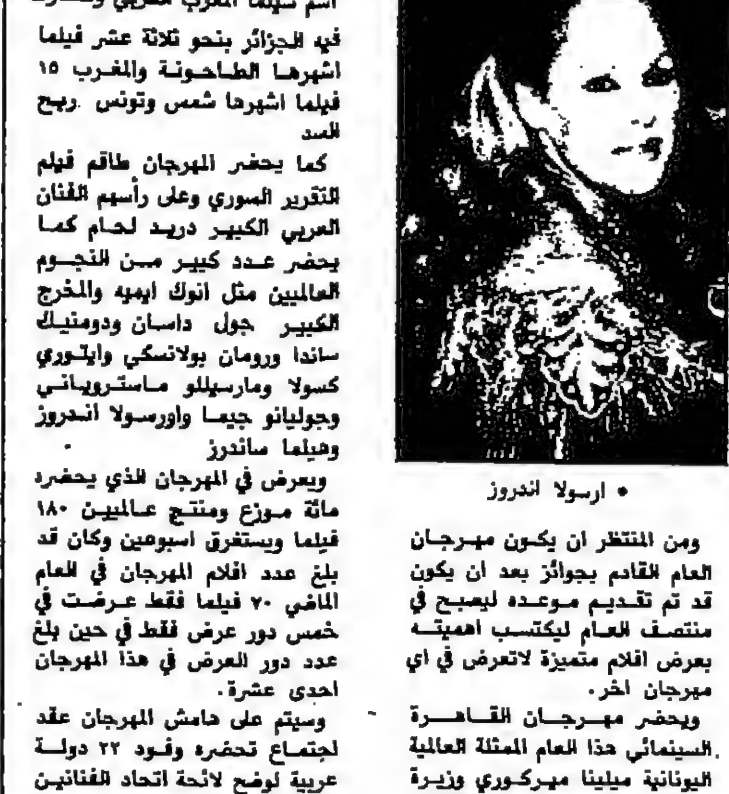 اسم سينما المغرب العربي
فيه الجزائر بنحو ثلاثة عشر فيلما
اشهرها الطاحونة والمغرب ١٥
فيلما اشهرها شمس وتونس ريح
السد
كما يحضر المهرجان طاقم فيلم
التقرير السوري وعلى رأسهم الفنان
العربي الكبير دريد لحام كما
يحضر عدد كبير من النجوم
العالميين مثل انوك ايميه والمخرج
الكبير جول داسان ودومنيك
ساندا ورومان بولانسكي وايتوري
كسولا ومارسيللو ماستروياني
وجوليانو جيما واورسولا اندروز
وهيلما ساندرز
ويعرض في المهرجان الذي يحضره
مائة موزع ومنتج عالميين ١٨٠
فيلما ويستغرق اسبوعين وكان قد
بلغ عدد افلام المهرجان في العام
الماضي ٧٠ فيلما فقط عرضت في
خمس دور عرض فقط في حين بلغ
عدد دور العرض في هذا المهرجان
احدى عشرة .
وسيتم على هامش المهرجان عقد
اجتماع تحضره وفود ٢٢ دولة
عربية لوضع لائحة اتحاد الفنانين
* ارسولا اندروز
ومن المنتظر ان يكون مهرجان
العام القادم بجوائز بعد ان يكون
قد تم تقديم موعده ليصبح في
منتصف العام ليكتسب اهميته
بعرض افلام متميزة لاتعرض في اي
مهرجان اخر .
ويحضر مهرجان القاهرة
السينمائي هذا العام الممثلة العالمية
اليونانية ميلينا ميركوري وزيرة